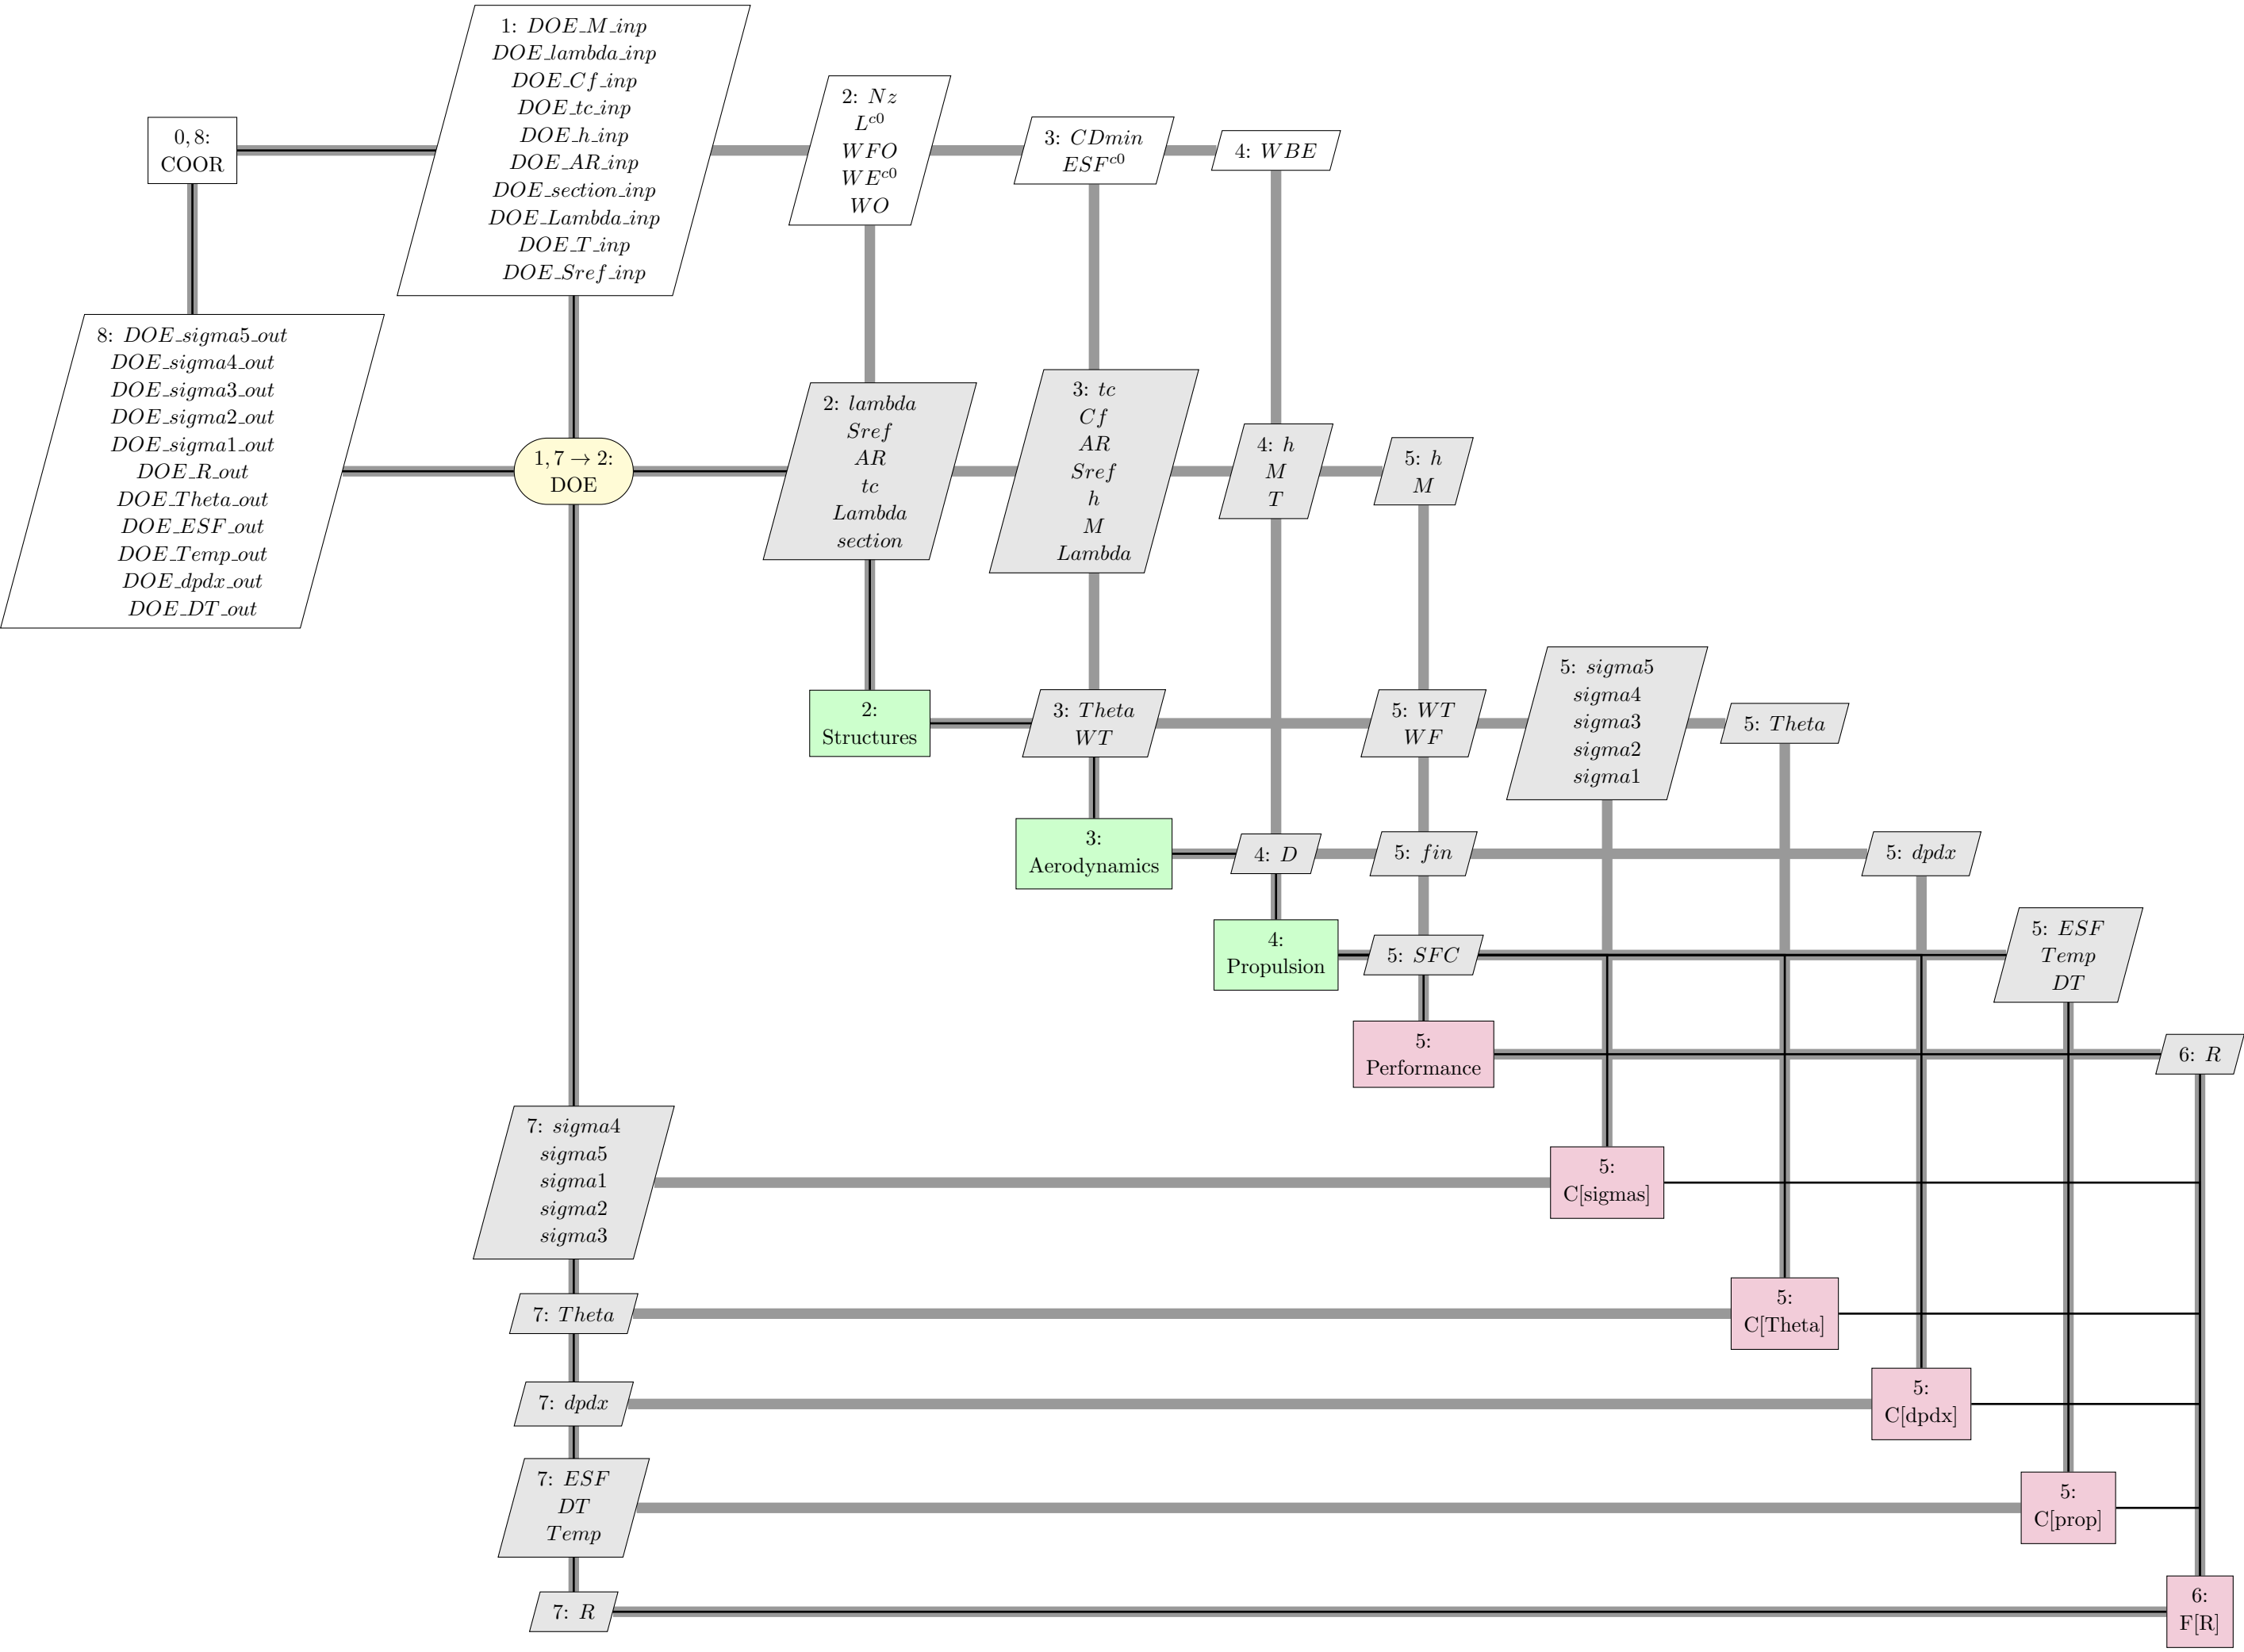 1: DOE_M_inp
DOE_lambda_inp
DOE_Cf_inp
DOE_tc_inp
DOE_h_inp
DOE_AR_inp
DOE_section_inp
DOE_Lambda_inp
DOE_T_inp
DOE_Sref_inp
2: Nz
L^c0
WFO
WE^c0
WO
0, 8:
COOR
3: CDmin
ESF^c0
4: WBE
8: DOE_sigma5_out
DOE_sigma4_out
DOE_sigma3_out
DOE_sigma2_out
DOE_sigma1_out
DOE_R_out
DOE_Theta_out
DOE_ESF_out
DOE_Temp_out
DOE_dpdx_out
DOE_DT_out
1, 7 → 2:
DOE
2: lambda
Sref
AR
tc
Lambda
section
3: tc
Cf
AR
Sref
h
M
Lambda
4: h
M
T
5: h
M
2:
Structures
3: Theta
WT
5: WT
WF
5: sigma5
sigma4
sigma3
sigma2
sigma1
5: Theta
3:
Aerodynamics
4: D
5: fin
5: dpdx
4:
Propulsion
5: SFC
5: ESF
Temp
DT
5:
Performance
6: R
7: sigma4
sigma5
sigma1
sigma2
sigma3
5:
C[sigmas]
7: Theta
5:
C[Theta]
7: dpdx
5:
C[dpdx]
7: ESF
DT
Temp
5:
C[prop]
7: R
6:
F[R]